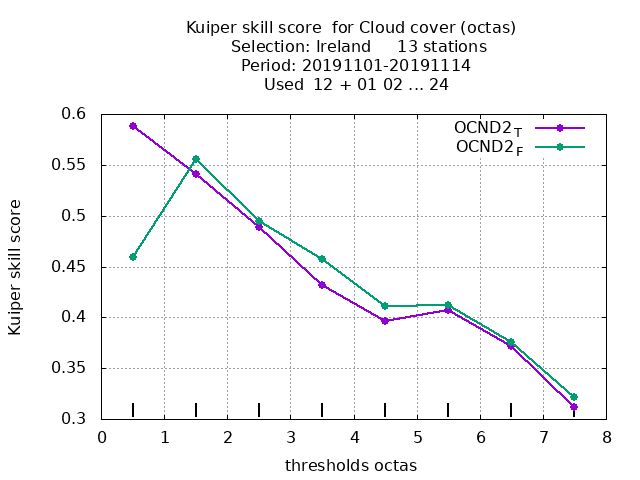 Kuiper skill score  for Cloud cover (octas)
Selection: Ireland     13 stations
Period: 20191101-20191114
Used  12 + 01 02 ... 24
OCND2T
OCND2F
0.6
0.55
0.5
0.45
0.4
0.35
0.3
Kuiper skill score
0 1 2 3 4 5 6 7 8
thresholds octas